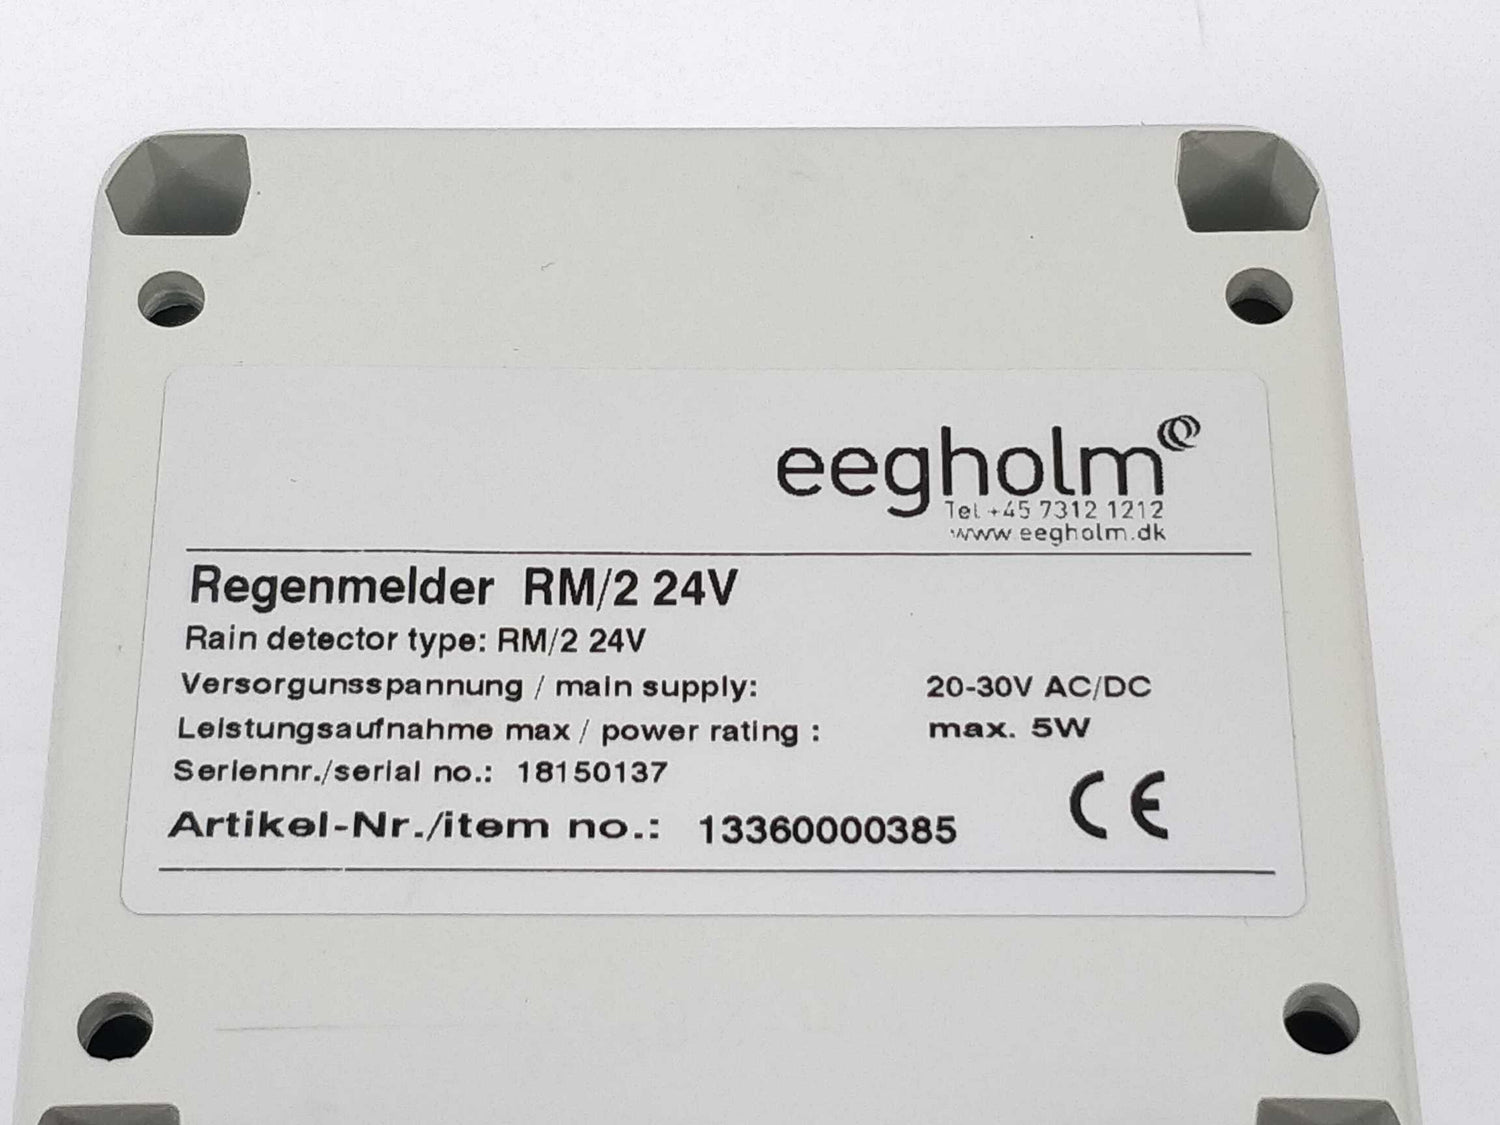 eegholm
Tel +45 7312 1212
www.eegholm.dk
Regenmelder RM/2 24V
Rain detector type: RM/2 24V
Versorgunsspannung / main supply: 20-30V AC/DC
Leistungsaufnahme max / power rating : max. 5W
Seriennr./serial no.: 18150137
Artikel-Nr./item no.: 13360000385
CE